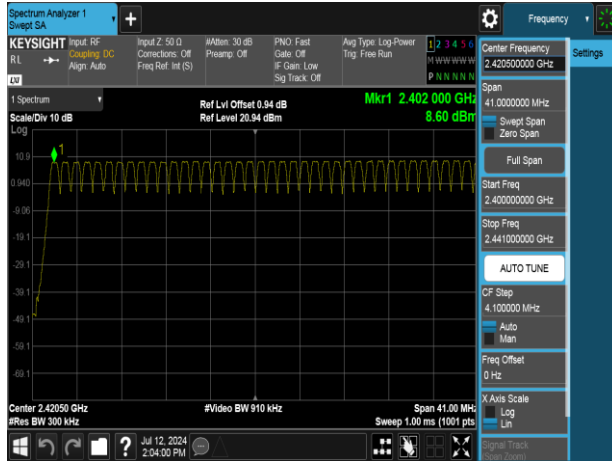 Spectrum Analyzer 1
Swept SA
Frequency
KEYSIGHT
RL
Input: RF
Coupling: DC
Align: Auto
Input Z: 50 Ω
Corrections: Off
Freq Ref: Int (S)
#Atten: 30 dB
Preamp: Off
PNO: Fast
Gate: Off
IF Gain: Low
Sig Track: Off
Avg Type: Log-Power
Trig: Free Run
1 2 3 4 5 6
M W W W W W
P N N N N N
LXI
1 Spectrum
Scale/Div 10 dB
Log
Ref Lvl Offset 0.94 dB
Ref Level 20.94 dBm
Mkr1 2.402 000 GHz
8.60 dBm
1
10.9
0.940
-9.06
-19.1
-29.1
-39.1
-49.1
-59.1
-69.1
Center 2.42050 GHz
#Res BW 300 kHz
#Video BW 910 kHz
Span 41.00 MHz
Sweep 1.00 ms (1001 pts
Center Frequency
2.420500000 GHz
Settings
Span
41.0000000 MHz
Swept Span
Zero Span
Full Span
Start Freq
2.400000000 GHz
Stop Freq
2.441000000 GHz
AUTO TUNE
CF Step
4.100000 MHz
Auto
Man
Freq Offset
0 Hz
X Axis Scale
Log
Lin
Signal Track
(Span Zoom)
?
Jul 12, 2024
2:04:00 PM